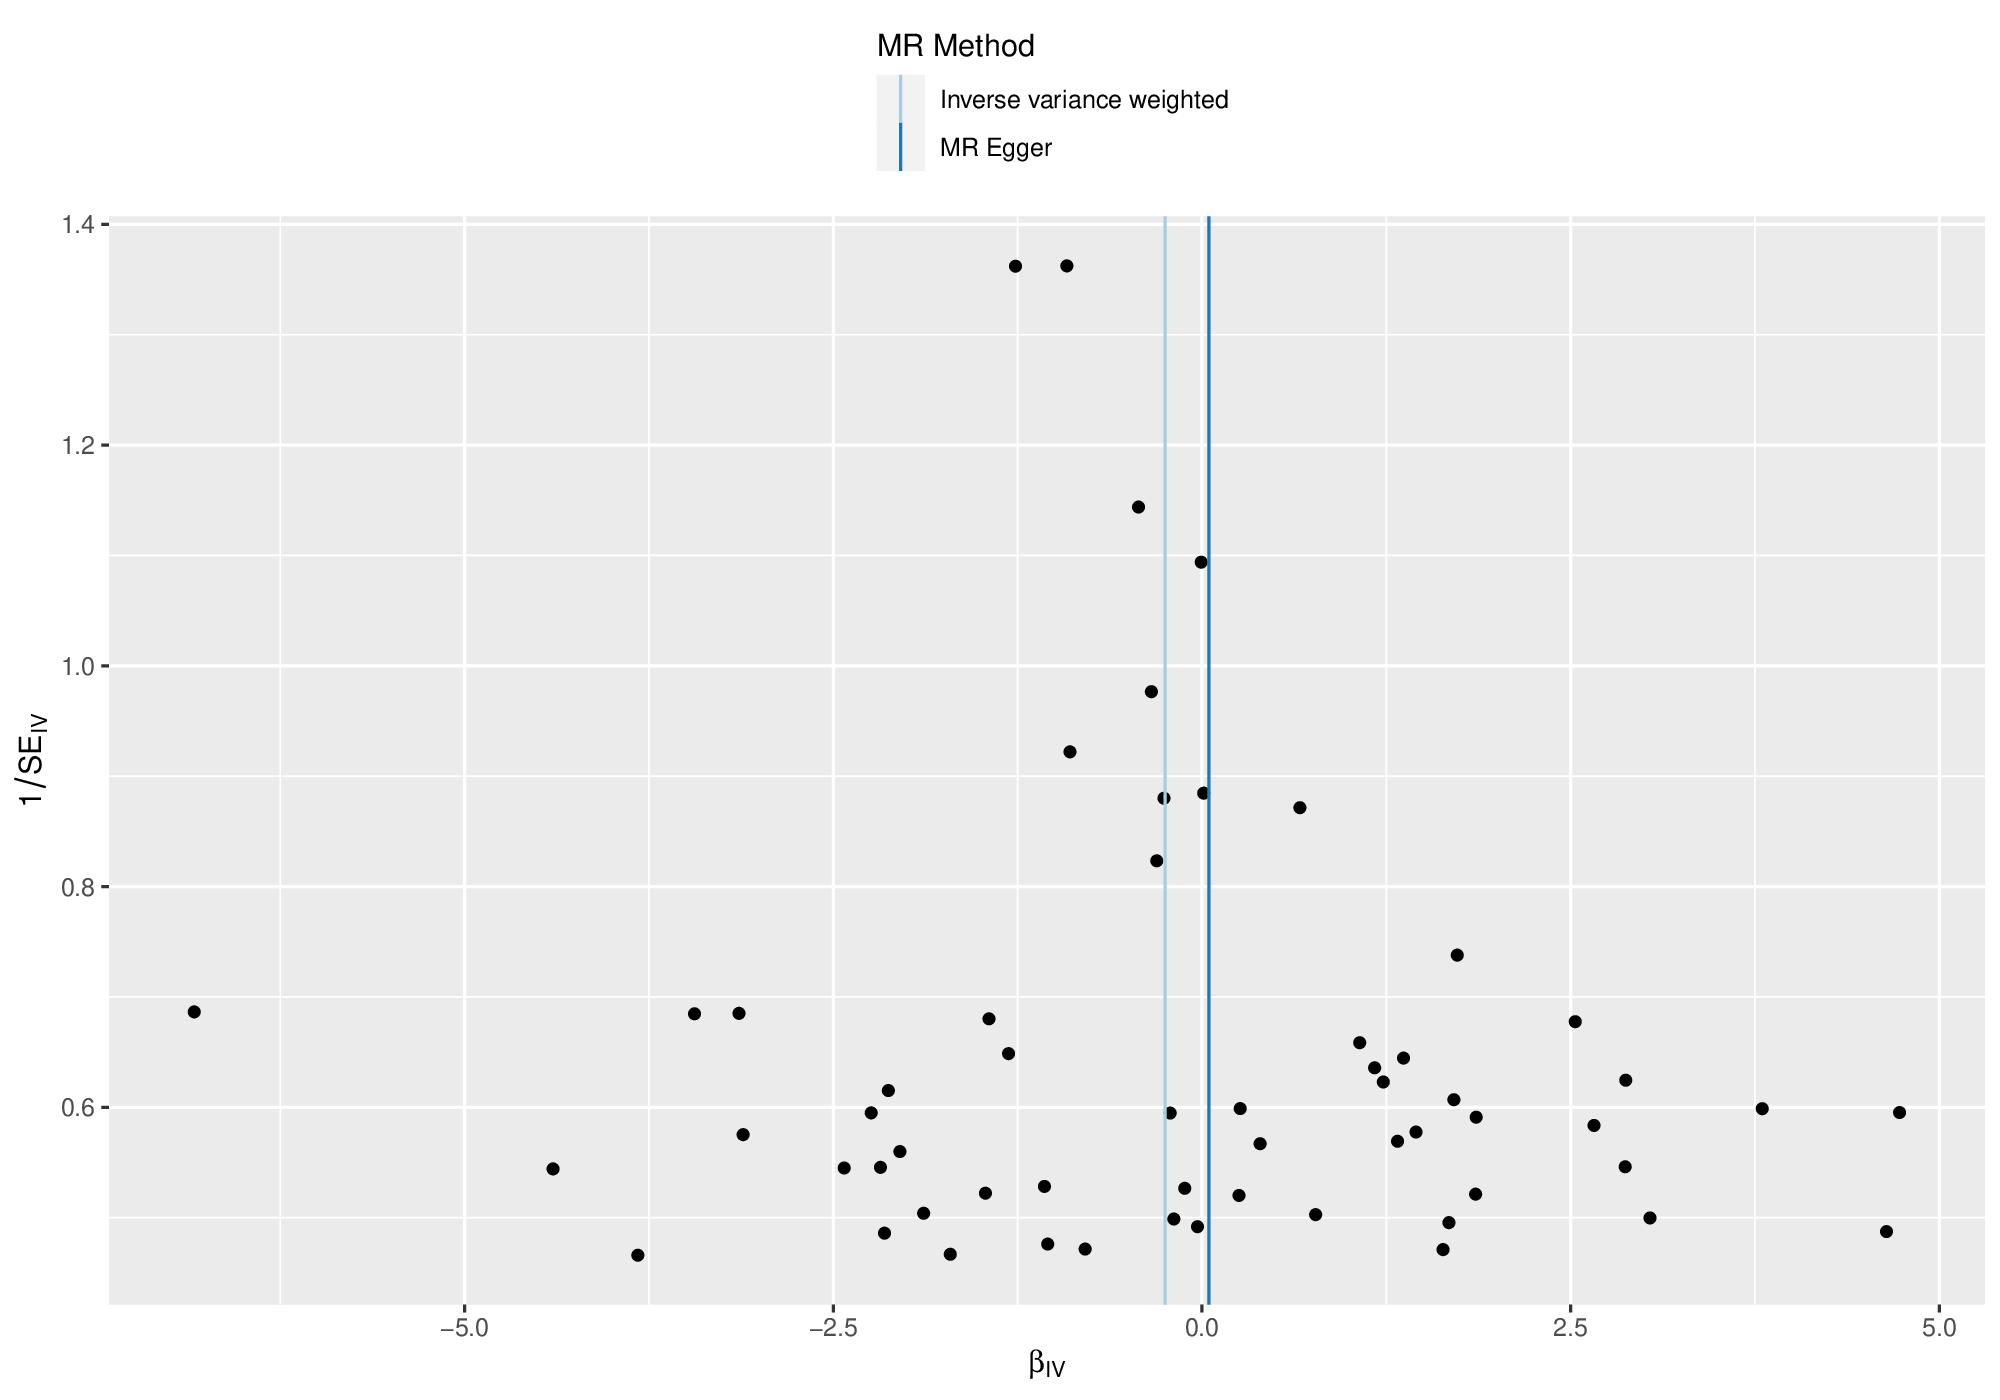 MR Method
Inverse variance weighted
MR Egger
1.4
1.2
1.0
0.8
0.6
1/SE_IV
−5.0
−2.5
0.0
2.5
5.0
β_IV